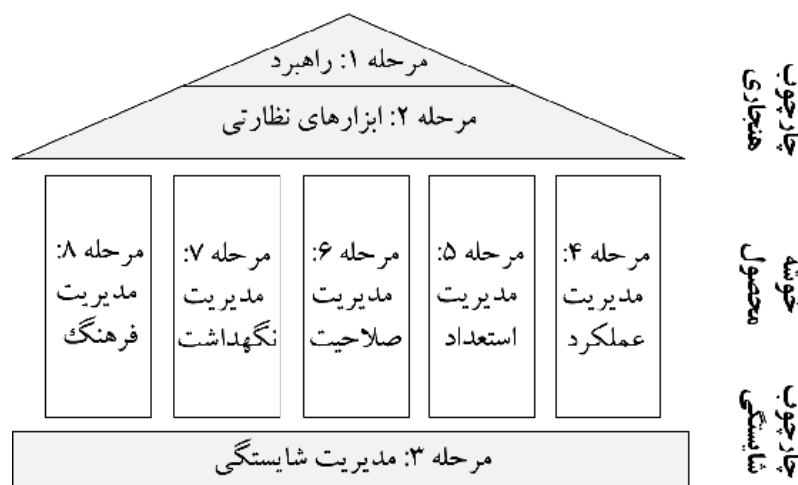 مرحله ۱: راهبرد
مرحله ۲: ابزارهای نظارتی
چارچوب
هنجاری
مرحله ۴:
مدیریت
عملکرد
مرحله ۵:
مدیریت
استعداد
مرحله ۶:
مدیریت
صلاحیت
مرحله ۷:
مدیریت
نگهداشت
مرحله ۸:
مدیریت
فرهنگ
خوشه
محصول
مرحله ۳: مدیریت شایستگی
چارچوب
شایستگی